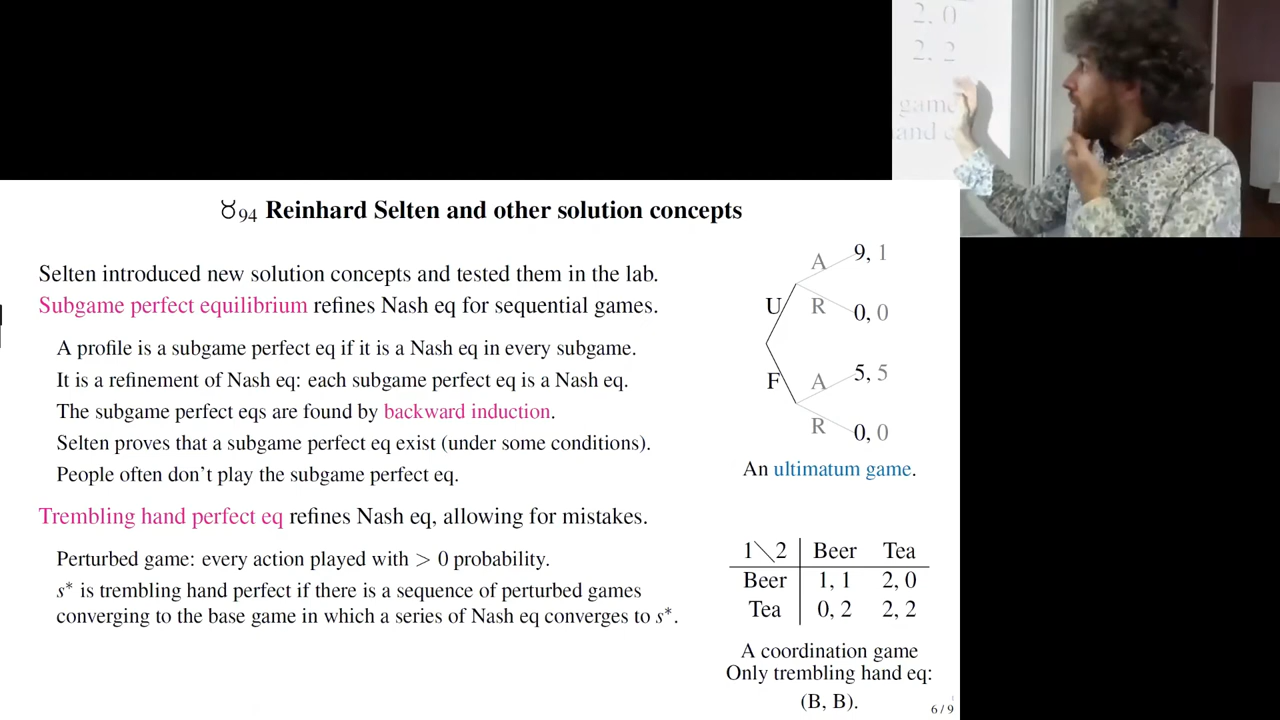 2. 0
2. 2
game
and
♉94 Reinhard Selten and other solution concepts
Selten introduced new solution concepts and tested them in the lab.
Subgame perfect equilibrium refines Nash eq for sequential games.
A profile is a subgame perfect eq if it is a Nash eq in every subgame.
It is a refinement of Nash eq: each subgame perfect eq is a Nash eq.
The subgame perfect eqs are found by backward induction.
Selten proves that a subgame perfect eq exist (under some conditions).
People often don't play the subgame perfect eq.
Trembling hand perfect eq refines Nash eq, allowing for mistakes.
Perturbed game: every action played with > 0 probability.
s* is trembling hand perfect if there is a sequence of perturbed games
converging to the base game in which a series of Nash eq converges to s*.
A 9, 1
U R 0, 0
F A 5, 5
R 0, 0
An ultimatum game.
1\2 Beer Tea
Beer 1, 1 2, 0
Tea 0, 2 2, 2
A coordination game
Only trembling hand eq:
(B, B).
6 / 9